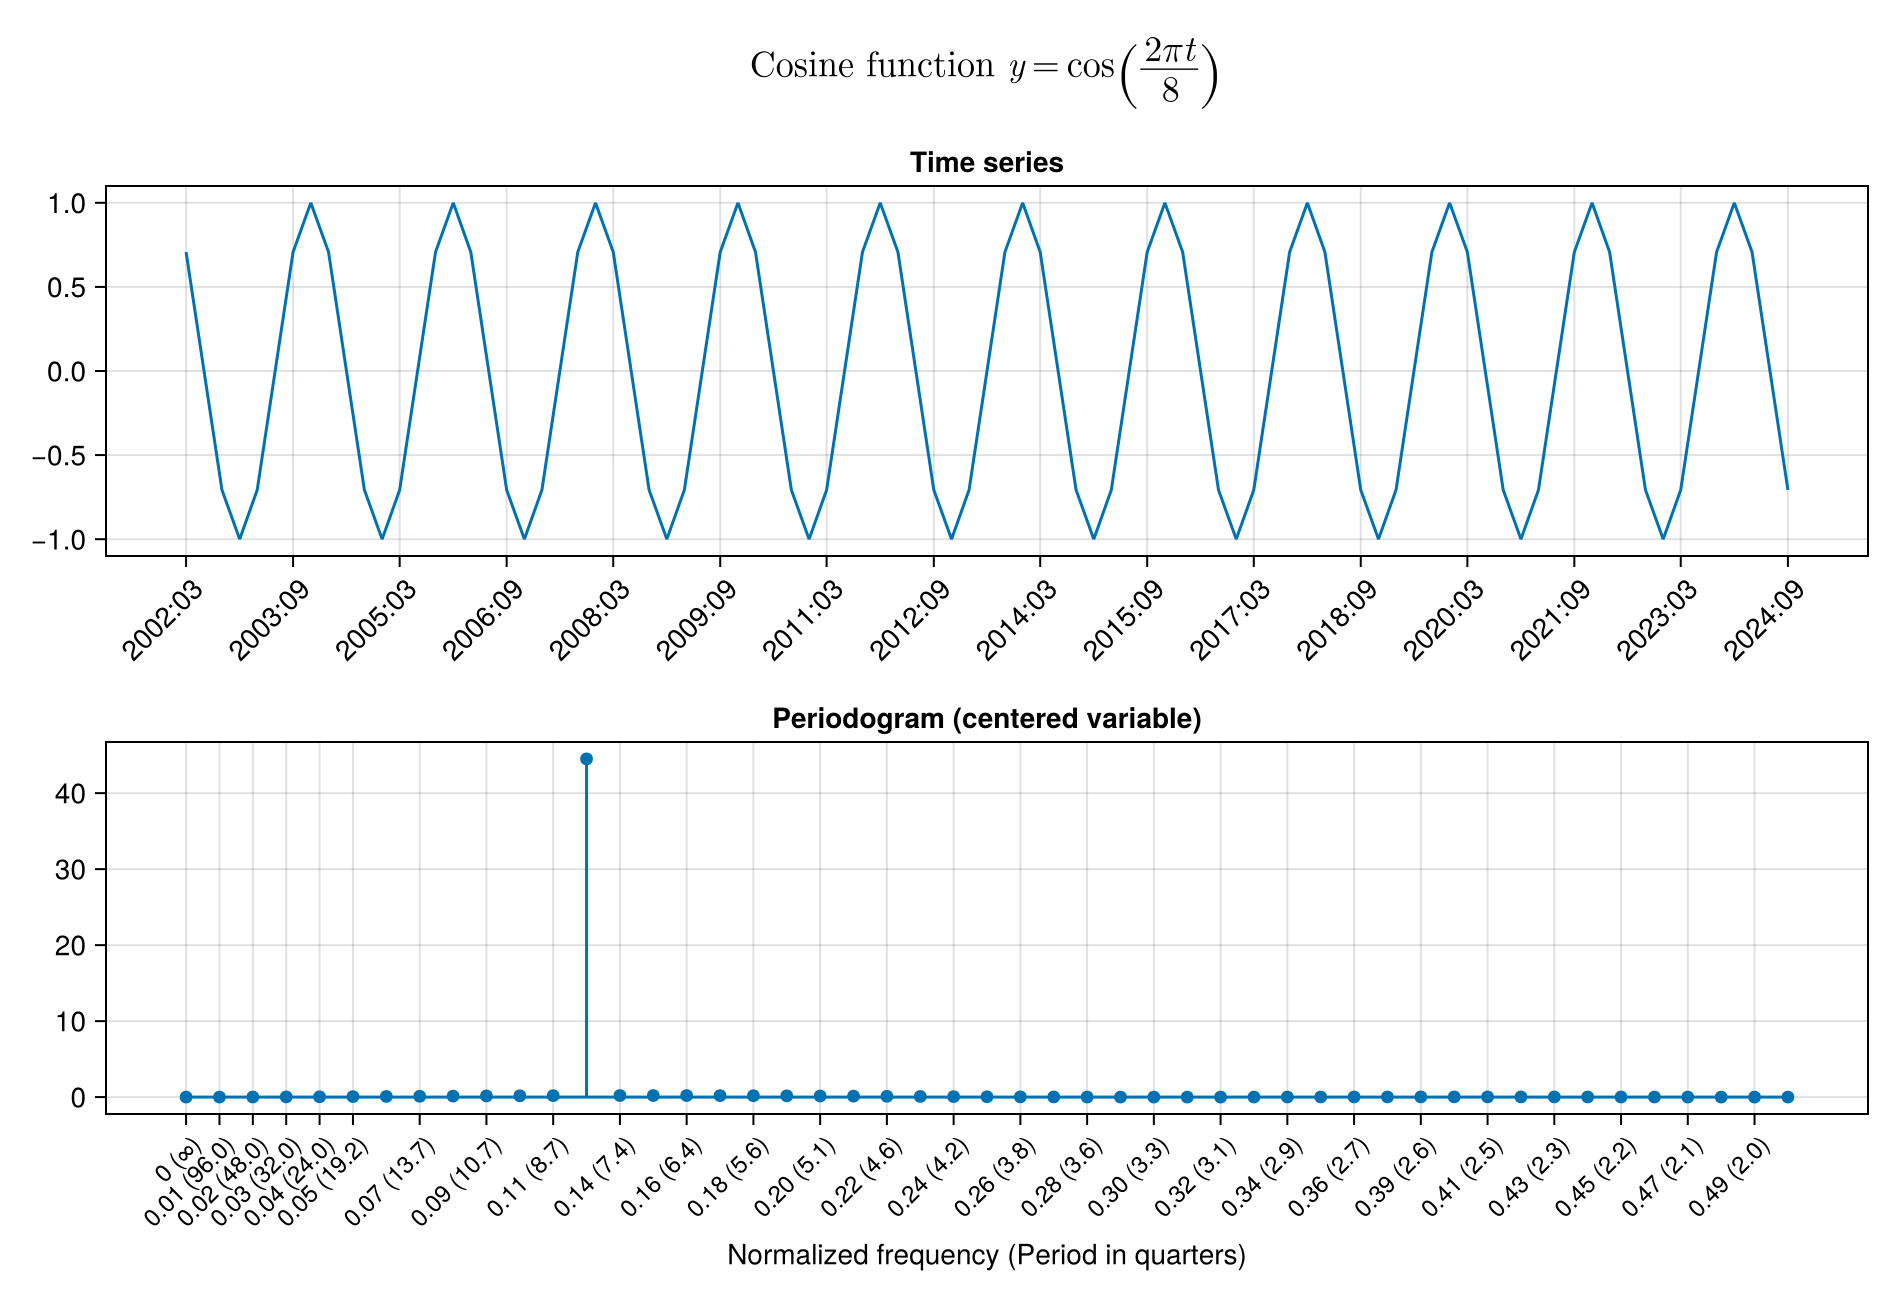 Cosine function y = cos(2πt/8)
Time series
1.0
0.5
0.0
−0.5
−1.0
2002:03 2003:09 2005:03 2006:09 2008:03 2009:09 2011:03 2012:09 2014:03 2015:09 2017:03 2018:09 2020:03 2021:09 2023:03 2024:09
Periodogram (centered variable)
40
30
20
10
0
0 (∞) 0.01 (96.0) 0.02 (48.0) 0.03 (32.0) 0.04 (24.0) 0.05 (19.2) 0.07 (13.7) 0.09 (10.7) 0.11 (8.7) 0.14 (7.4) 0.16 (6.4) 0.18 (5.6) 0.20 (5.1) 0.22 (4.6) 0.24 (4.2) 0.26 (3.8) 0.28 (3.6) 0.30 (3.3) 0.32 (3.1) 0.34 (2.9) 0.36 (2.7) 0.39 (2.6) 0.41 (2.5) 0.43 (2.3) 0.45 (2.2) 0.47 (2.1) 0.49 (2.0)
Normalized frequency (Period in quarters)